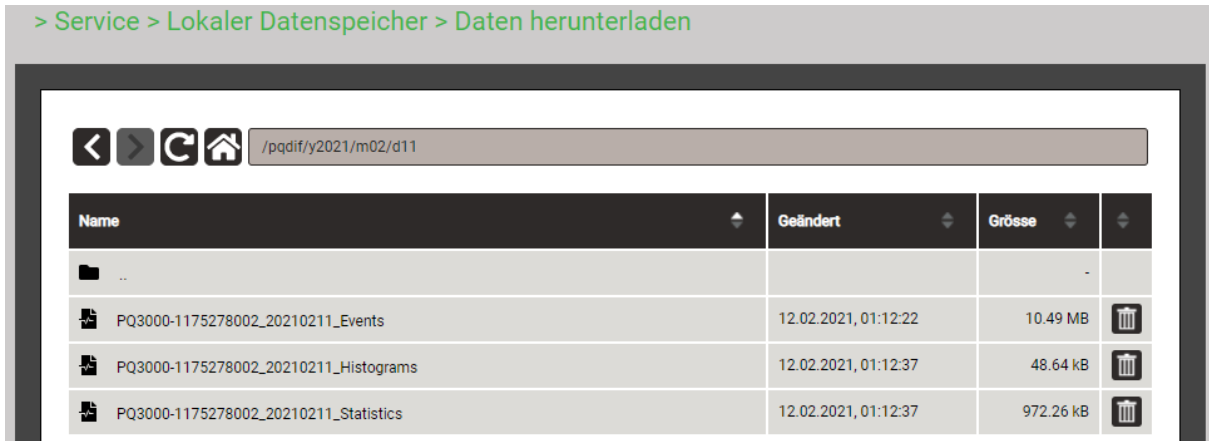 > Service > Lokaler Datenspeicher > Daten herunterladen
/pqdif/y2021/m02/d11
Name Geändert Grösse
.. -
PQ3000-1175278002_20210211_Events 12.02.2021, 01:12:22 10.49 MB
PQ3000-1175278002_20210211_Histograms 12.02.2021, 01:12:37 48.64 kB
PQ3000-1175278002_20210211_Statistics 12.02.2021, 01:12:37 972.26 kB